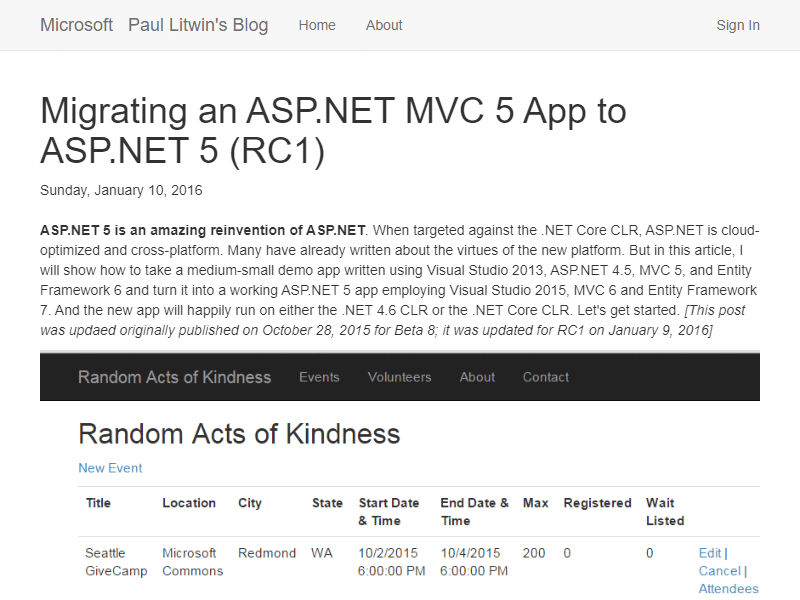 Microsoft Paul Litwin's Blog Home About Sign In
Migrating an ASP.NET MVC 5 App to
ASP.NET 5 (RC1)
Sunday, January 10, 2016
ASP.NET 5 is an amazing reinvention of ASP.NET. When targeted against the .NET Core CLR, ASP.NET is cloud-
optimized and cross-platform. Many have already written about the virtues of the new platform. But in this article, I
will show how to take a medium-small demo app written using Visual Studio 2013, ASP.NET 4.5, MVC 5, and Entity
Framework 6 and turn it into a working ASP.NET 5 app employing Visual Studio 2015, MVC 6 and Entity Framework
7. And the new app will happily run on either the .NET 4.6 CLR or the .NET Core CLR. Let's get started. [This post
was updaed originally published on October 28, 2015 for Beta 8; it was updated for RC1 on January 9, 2016]
Random Acts of Kindness Events Volunteers About Contact
Random Acts of Kindness
New Event
Title Location City State Start Date End Date & Max Registered Wait
& Time Time Listed
Seattle Microsoft Redmond WA 10/2/2015 10/4/2015 200 0 0 Edit |
GiveCamp Commons 6:00:00 PM 6:00:00 PM Cancel |
Attendees